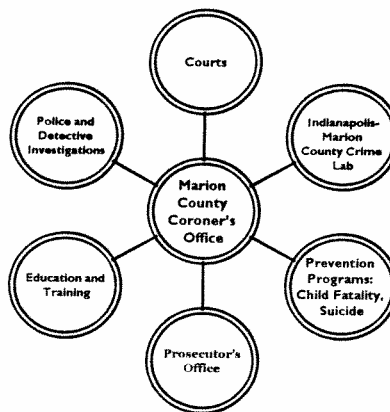 Courts
Police and
Detective
Investigations
Indianapolis-
Marion
County Crime
Lab
Marion
County
Coroner's
Office
Education and
Training
Prevention
Programs:
Child Fatality,
Suicide
Prosecutor's
Office